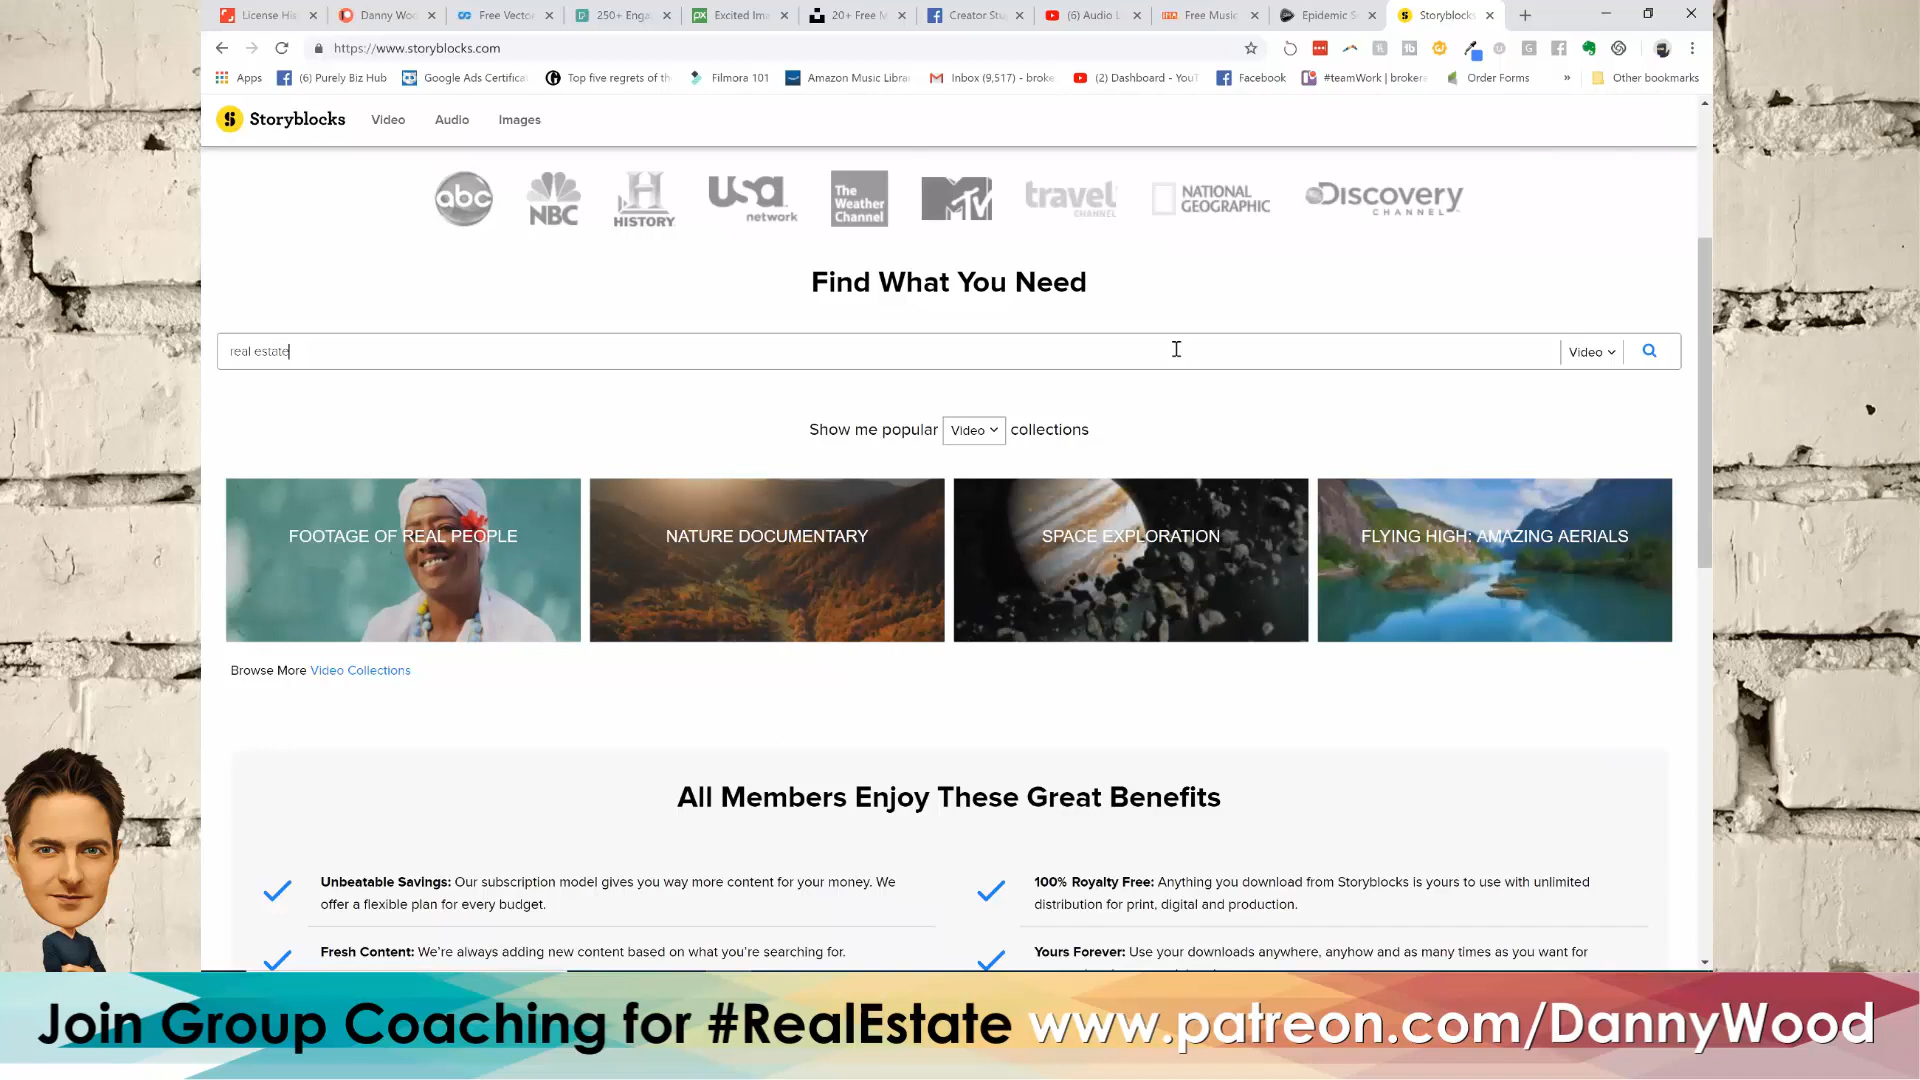 License His
Danny Woo
Free Vector
250+ Enga
Excited Ima
20+ Free M
Creator Stu
(6) Audio L
Free Music
Epidemic S
Storyblocks
https://www.storyblocks.com
Apps
(6) Purely Biz Hub
Google Ads Certificat
Top five regrets of th
Filmora 101
Amazon Music Librar
Inbox (9,517) - broke
(2) Dashboard - YouT
Facebook
#teamWork | brokere
Order Forms
»
Other bookmarks
Storyblocks
Video
Audio
Images
abc
NBC
H HISTORY
usa network
The Weather Channel
MTV
travel CHANNEL
NATIONAL GEOGRAPHIC
Discovery CHANNEL
Find What You Need
real estate
Video
Show me popular Video collections
FOOTAGE OF REAL PEOPLE
NATURE DOCUMENTARY
SPACE EXPLORATION
FLYING HIGH: AMAZING AERIALS
Browse More Video Collections
All Members Enjoy These Great Benefits
Unbeatable Savings: Our subscription model gives you way more content for your money. We
offer a flexible plan for every budget.
100% Royalty Free: Anything you download from Storyblocks is yours to use with unlimited
distribution for print, digital and production.
Fresh Content: We're always adding new content based on what you're searching for.
Yours Forever: Use your downloads anywhere, anyhow and as many times as you want for
Join Group Coaching for #RealEstate www.patreon.com/DannyWood